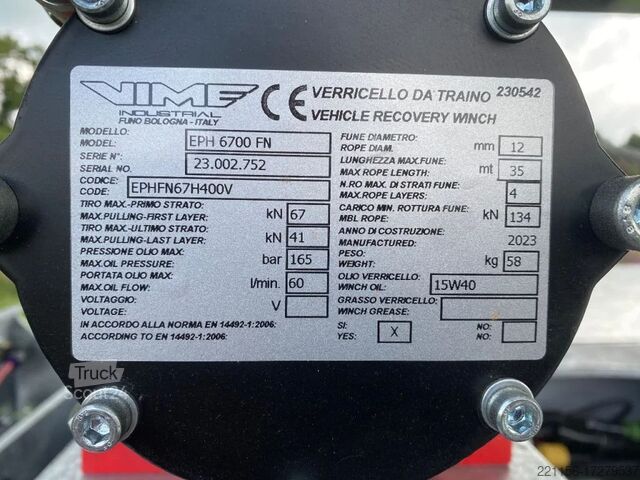 VIME
INDUSTRIAL
FUNO BOLOGNA - ITALY
CE VERRICELLO DA TRAINO 230542
VEHICLE RECOVERY WINCH
MODELLO:
MODEL: EPH 6700 FN
SERIE N°:
SERIAL NO. 23.002.752
CODICE:
CODE: EPHFN67H400V
TIRO MAX.-PRIMO STRATO:
MAX.PULLING-FIRST LAYER: kN 67
TIRO MAX.-ULTIMO STRATO:
MAX.PULLING-LAST LAYER: kN 41
PRESSIONE OLIO MAX:
MAX.OIL PRESSURE: bar 165
PORTATA OLIO MAX:
MAX.OIL FLOW: l/min. 60
VOLTAGGIO:
VOLTAGE: V
IN ACCORDO ALLA NORMA EN 14492-1:2006:
ACCORDING TO EN 14492-1:2006:
FUNE DIAMETRO:
ROPE DIAM. mm 12
LUNGHEZZA MAX.FUNE:
MAX ROPE LENGTH: mt 35
N.RO MAX. DI STRATI FUNE:
MAX.ROPE LAYERS: 4
CARICO MIN. ROTTURA FUNE:
MBL ROPE: kN 134
ANNO DI COSTRUZIONE:
MANUFACTURED: 2023
PESO:
WEIGHT: kg 58
OLIO VERRICELLO:
WINCH OIL: 15W40
GRASSO VERRICELLO:
WINCH GREASE:
SI: NO:
YES: X NO:
Truck
Scout24